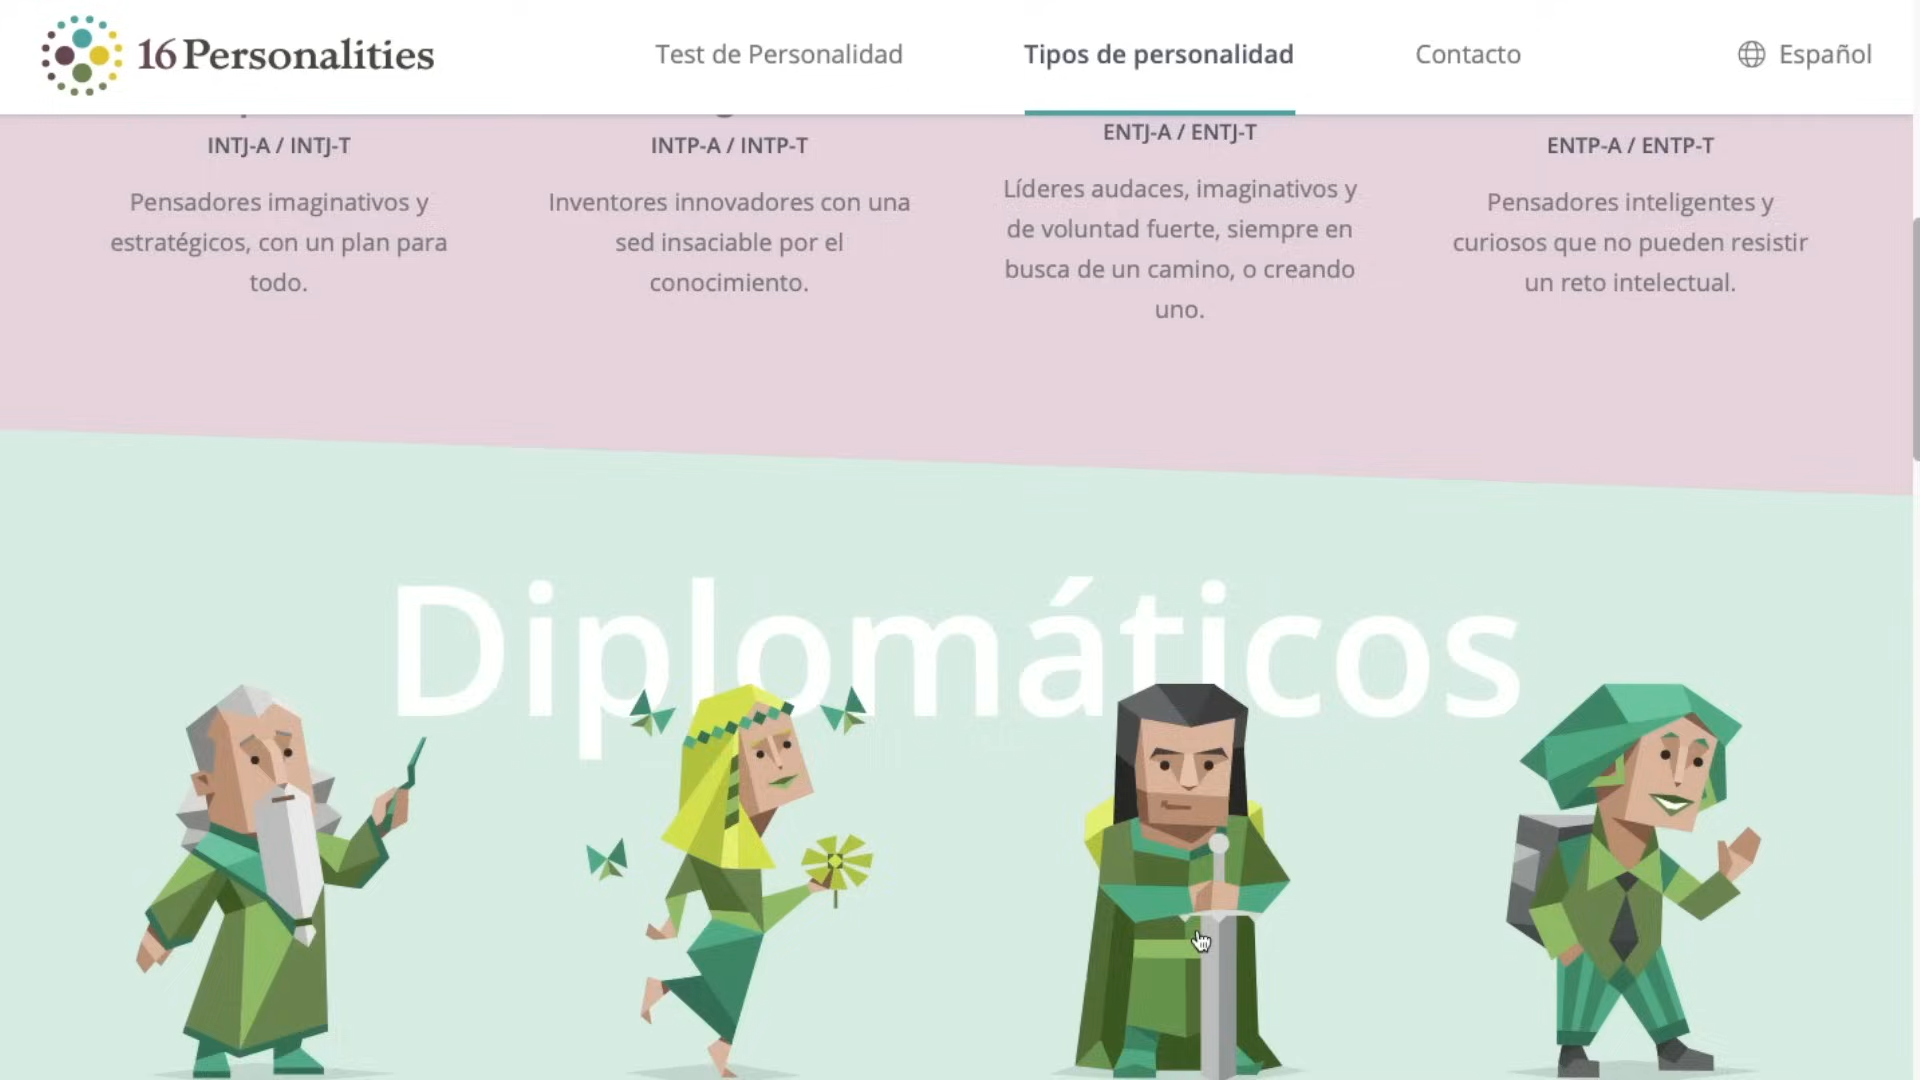 16Personalities
Test de Personalidad
Tipos de personalidad
Contacto
Español
INTJ-A / INTJ-T
Pensadores imaginativos y
estratégicos, con un plan para
todo.
INTP-A / INTP-T
Inventores innovadores con una
sed insaciable por el
conocimiento.
ENTJ-A / ENTJ-T
Líderes audaces, imaginativos y
de voluntad fuerte, siempre en
busca de un camino, o creando
uno.
ENTP-A / ENTP-T
Pensadores inteligentes y
curiosos que no pueden resistir
un reto intelectual.
Diplomáticos